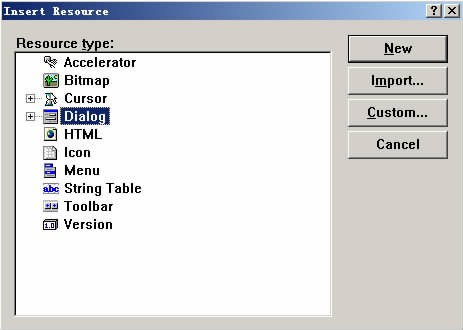 Insert Resource
Resource type:
Accelerator
Bitmap
Cursor
Dialog
HTML
Icon
Menu
abc String Table
Toolbar
1.0 Version
New
Import...
Custom...
Cancel